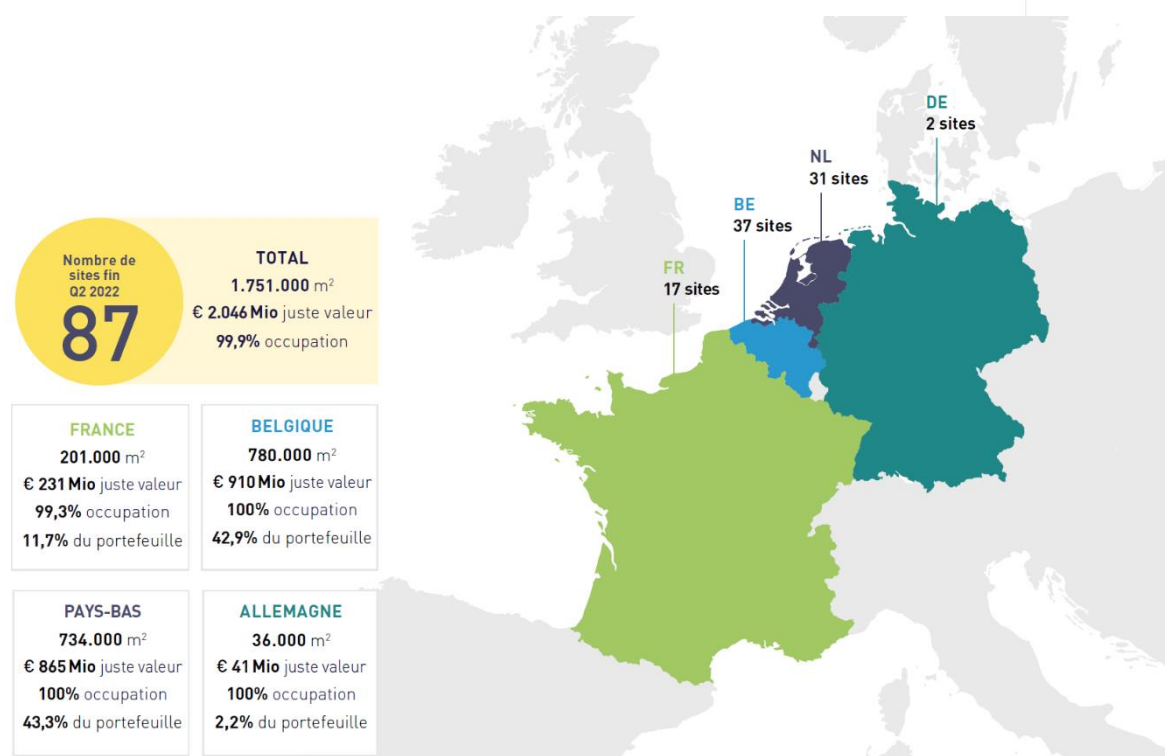 DE
2 sites
NL
31 sites
BE
37 sites
FR
17 sites
Nombre de
sites fin
Q2 2022
87
TOTAL
1.751.000 m²
€ 2.046 Mio juste valeur
99,9% occupation
FRANCE
201.000 m²
€ 231 Mio juste valeur
99,3% occupation
11,7% du portefeuille
BELGIQUE
780.000 m²
€ 910 Mio juste valeur
100% occupation
42,9% du portefeuille
PAYS-BAS
734.000 m²
€ 865 Mio juste valeur
100% occupation
43,3% du portefeuille
ALLEMAGNE
36.000 m²
€ 41 Mio juste valeur
100% occupation
2,2% du portefeuille